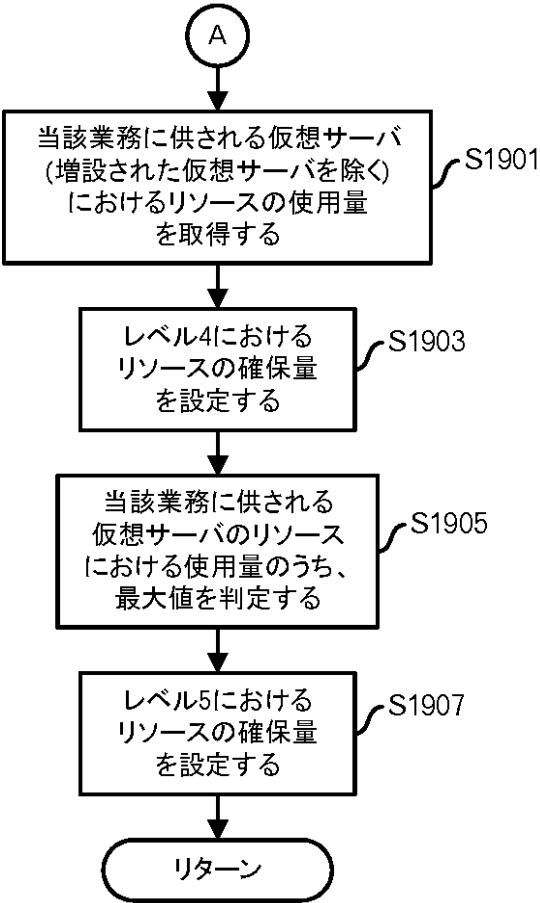 A
当該業務に供される仮想サーバ
(増設された仮想サーバを除く)
におけるリソースの使用量
を取得する
S1901
レベル4における
リソースの確保量
を設定する
S1903
当該業務に供される
仮想サーバのリソース
における使用量のうち、
最大値を判定する
S1905
レベル5における
リソースの確保量
を設定する
S1907
リターン